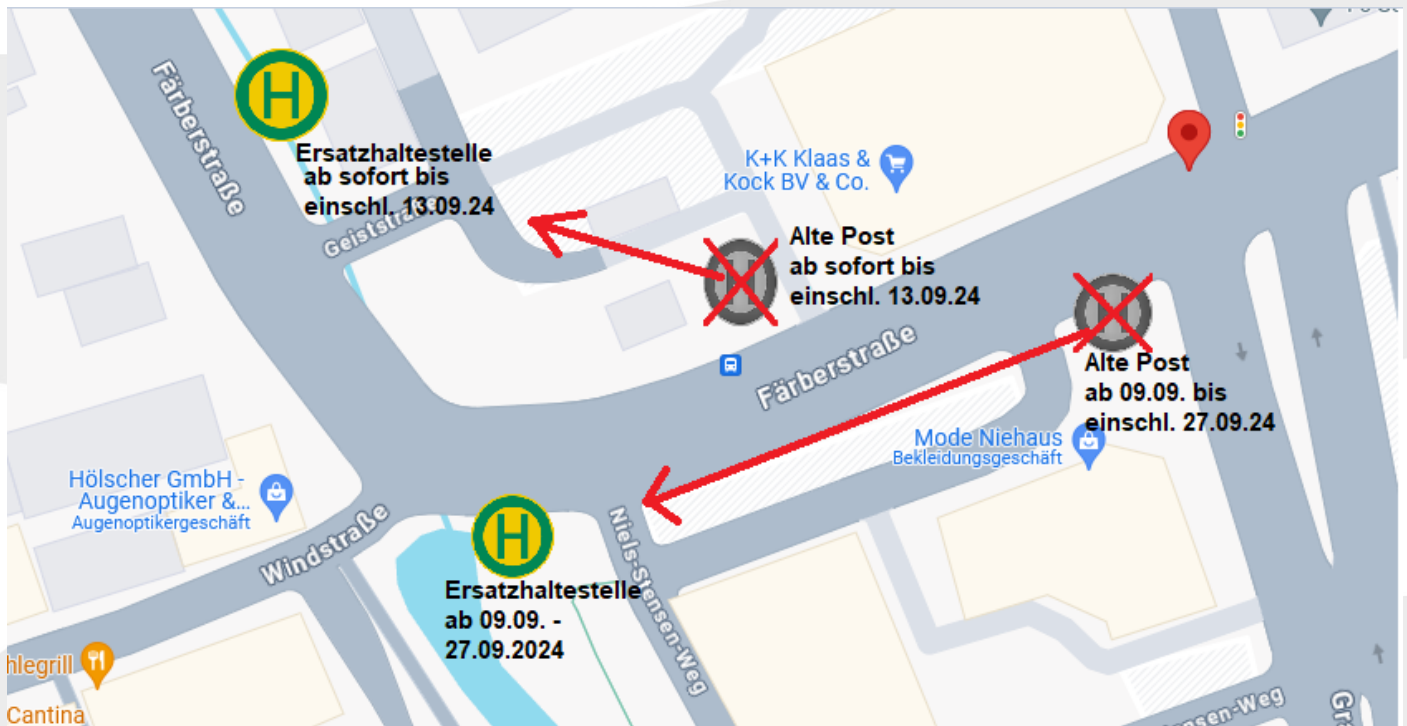 Färberstraße
H
Ersatzhaltestelle
ab sofort bis
einschl. 13.09.24
Geiststraße
K+K Klaas &
Kock BV & Co.
H
Alte Post
ab sofort bis
einschl. 13.09.24
H
Alte Post
ab 09.09. bis
einschl. 27.09.24
Färberstraße
Mode Niehaus
Bekleidungsgeschäft
Hölscher GmbH -
Augenoptiker &...
Augenoptikergeschäft
Windstraße
H
Ersatzhaltestelle
ab 09.09. -
27.09.2024
Niels-Stensen-Weg
hlegrill
Cantina
ensen-Weg
Gr